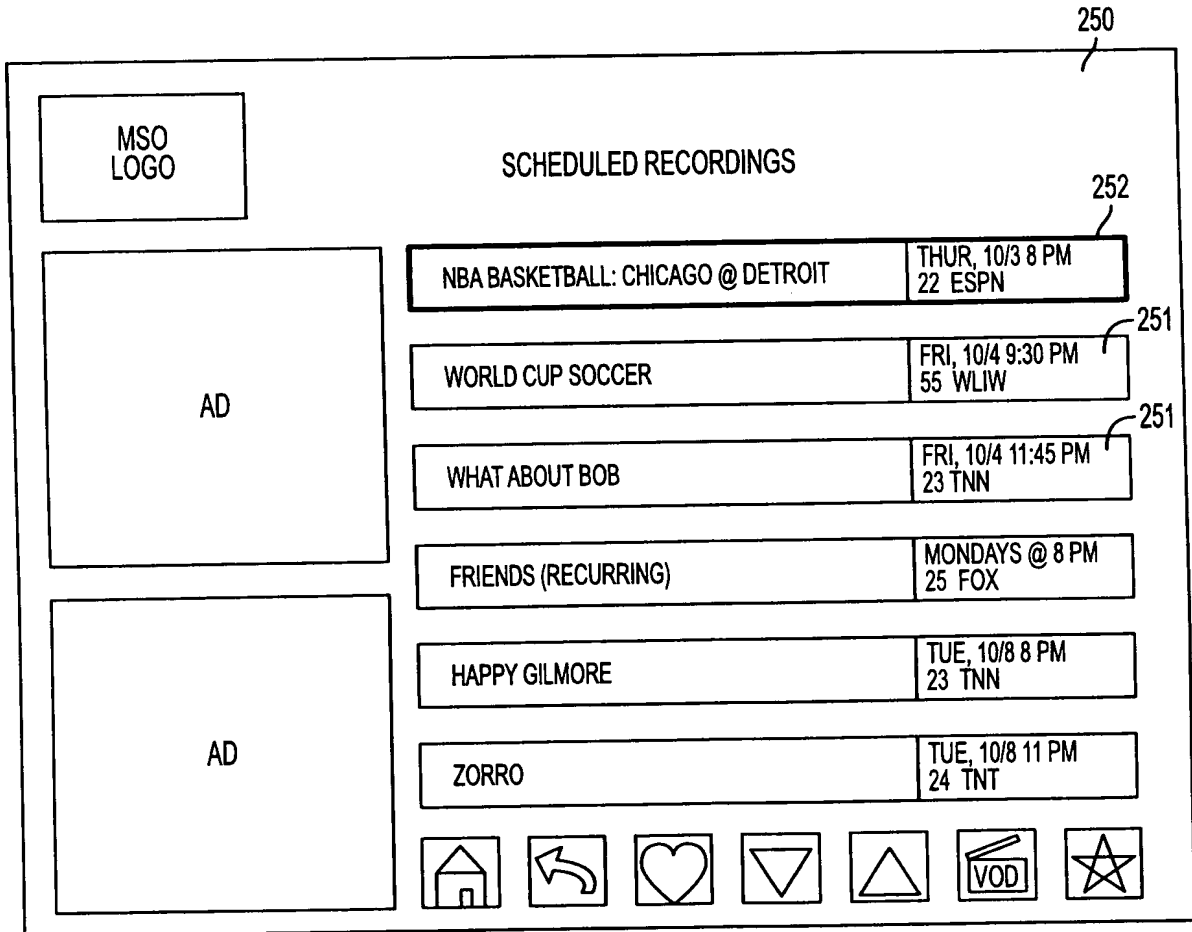 250
MSO
LOGO
SCHEDULED RECORDINGS
252
NBA BASKETBALL: CHICAGO @ DETROIT
THUR, 10/3 8 PM
22 ESPN
251
WORLD CUP SOCCER
FRI, 10/4 9:30 PM
55 WLIW
AD
251
WHAT ABOUT BOB
FRI, 10/4 11:45 PM
23 TNN
FRIENDS (RECURRING)
MONDAYS @ 8 PM
25 FOX
HAPPY GILMORE
TUE, 10/8 8 PM
23 TNN
AD
ZORRO
TUE, 10/8 11 PM
24 TNT
VOD